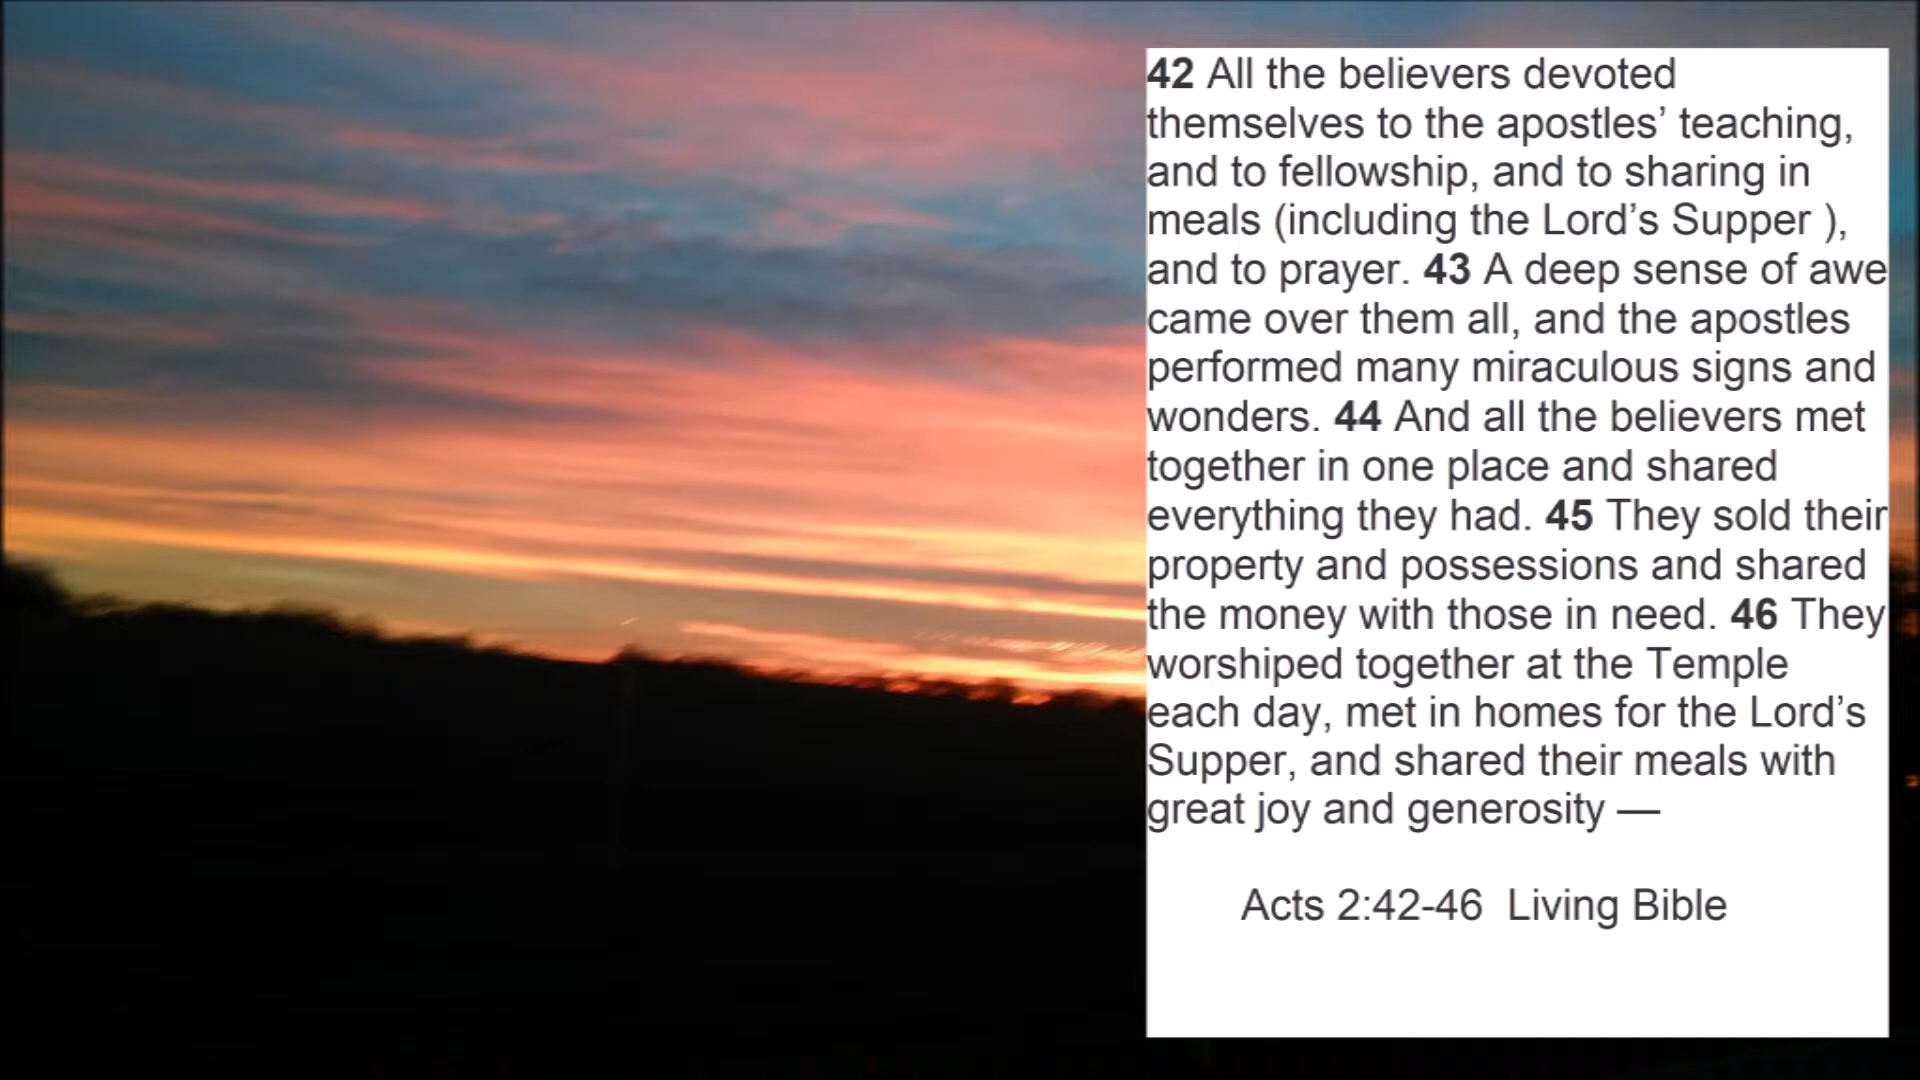 42 All the believers devoted
themselves to the apostles’ teaching,
and to fellowship, and to sharing in
meals (including the Lord’s Supper ),
and to prayer. 43 A deep sense of awe
came over them all, and the apostles
performed many miraculous signs and
wonders. 44 And all the believers met
together in one place and shared
everything they had. 45 They sold their
property and possessions and shared
the money with those in need. 46 They
worshiped together at the Temple
each day, met in homes for the Lord’s
Supper, and shared their meals with
great joy and generosity —
Acts 2:42-46  Living Bible